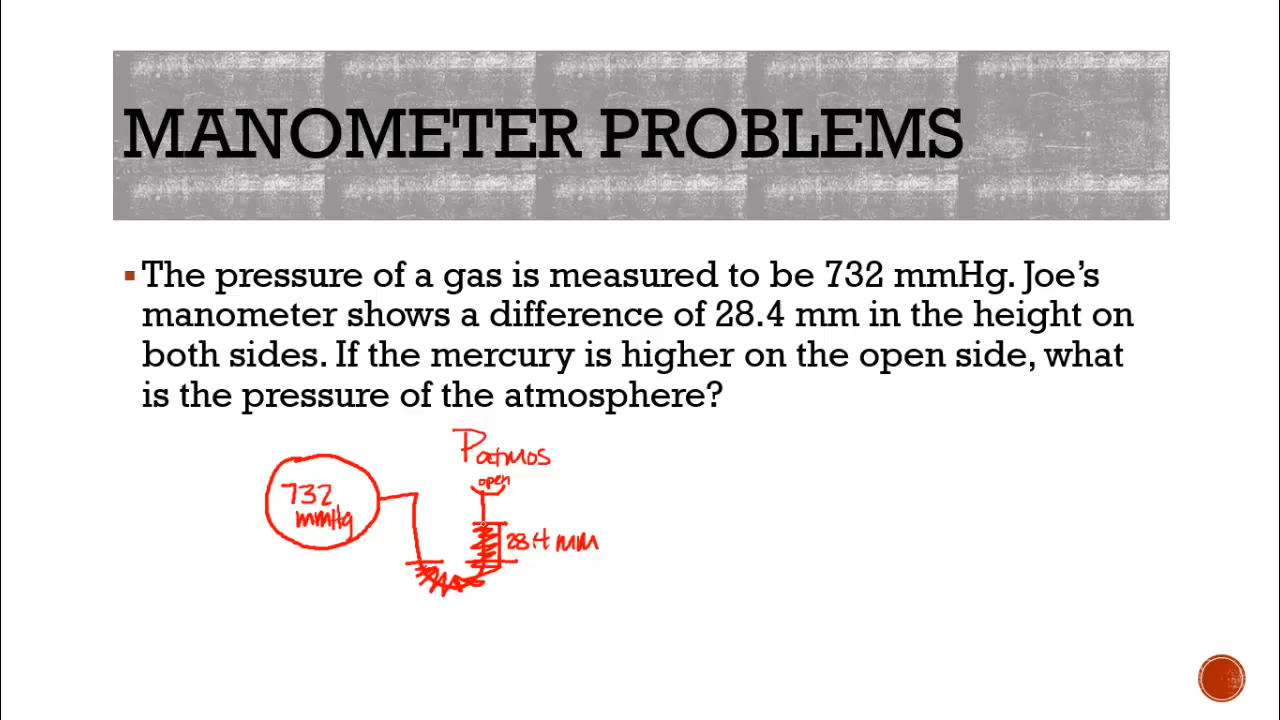 MANOMETER PROBLEMS
The pressure of a gas is measured to be 732 mmHg. Joe's
manometer shows a difference of 28.4 mm in the height on
both sides. If the mercury is higher on the open side, what
is the pressure of the atmosphere?
Patmos
open
732
mmHg
28.4 mm